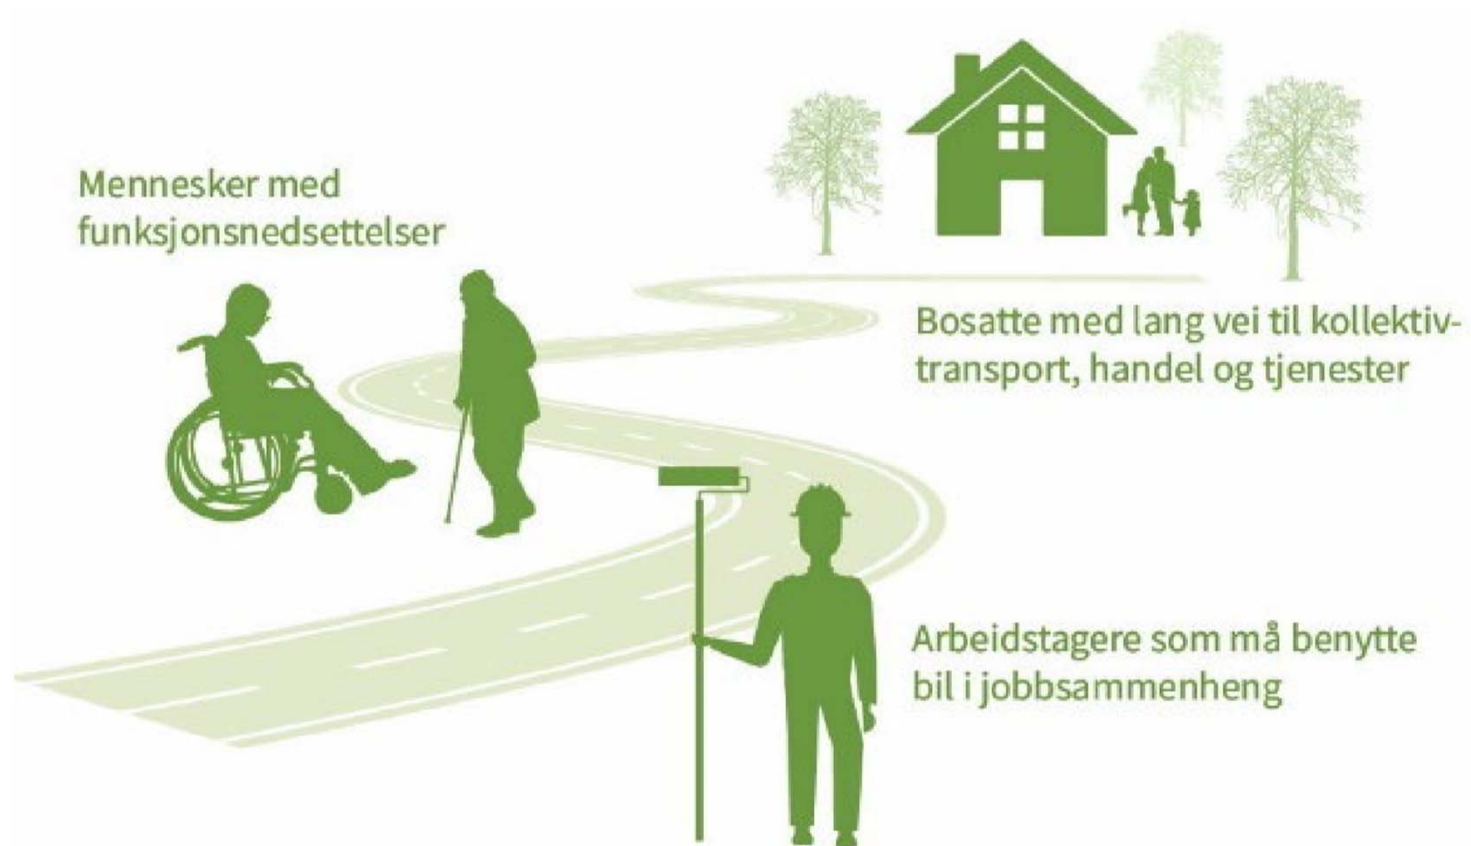 Mennesker med
funksjonsnedsettelser
Bosatte med lang vei til kollektiv-
transport, handel og tjenester
Arbeidstagere som må benytte
bil i jobbsammenheng